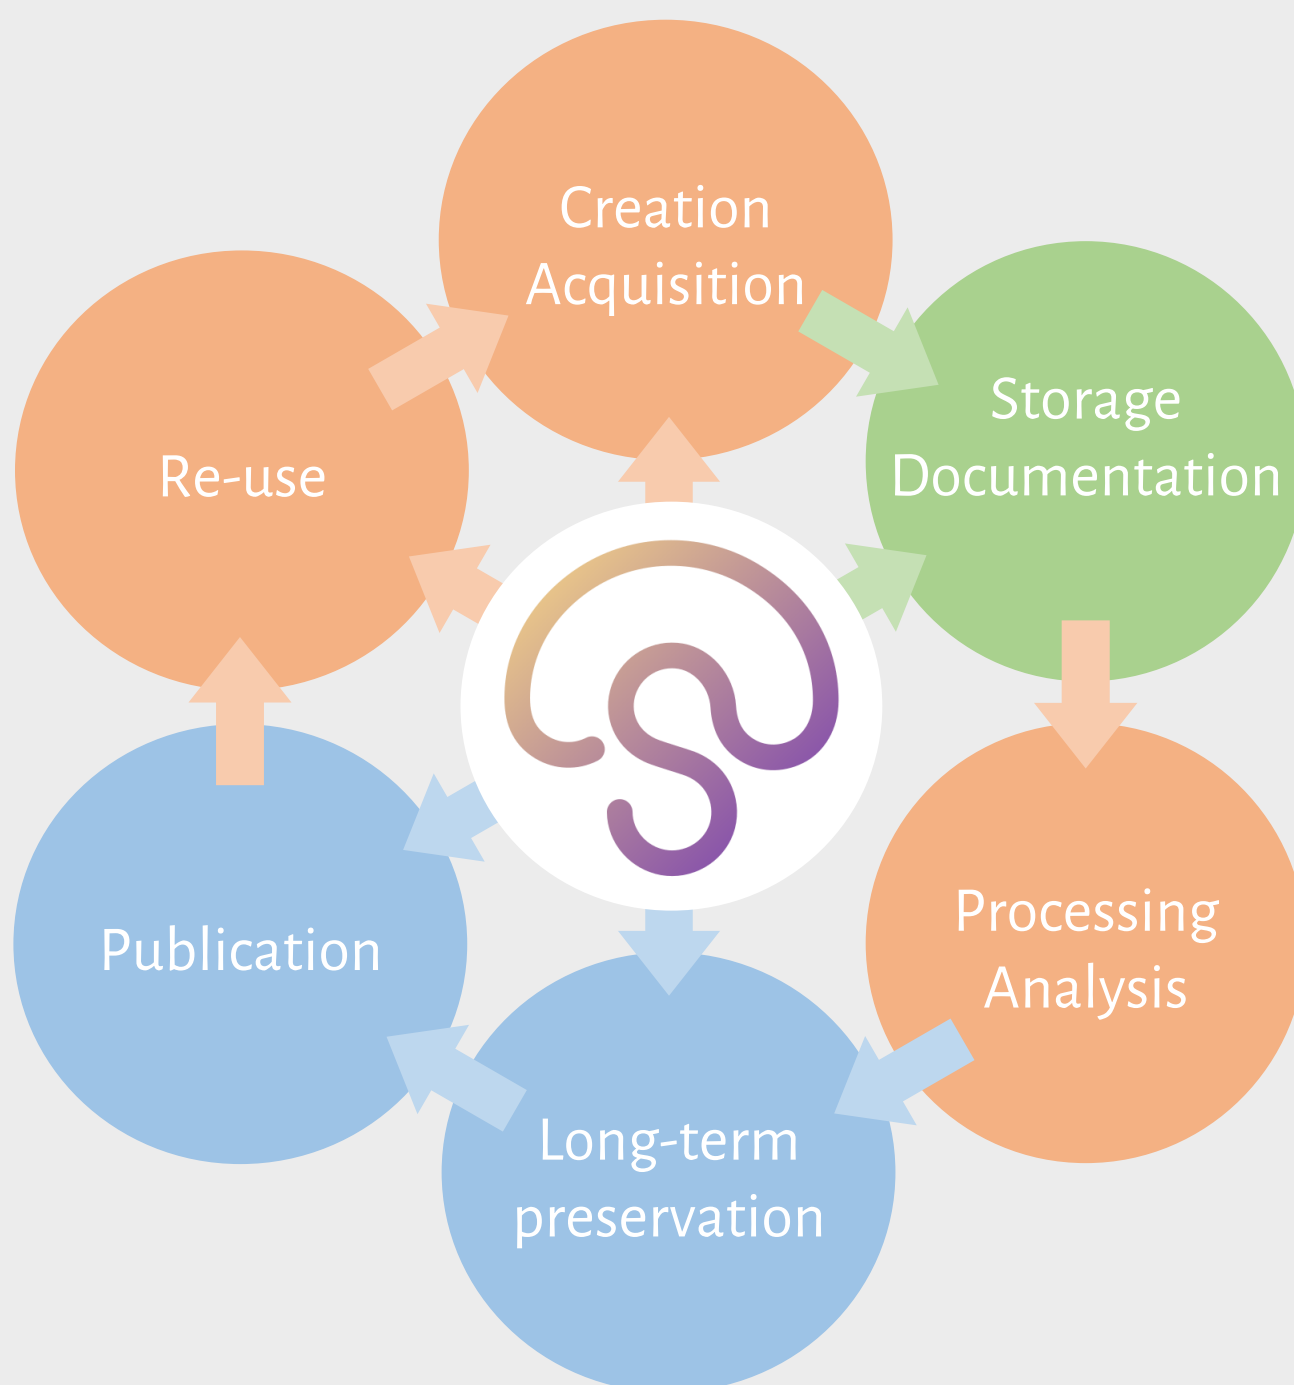 Creation
Acquisition
Storage
Documentation
Processing
Analysis
Long-term
preservation
Publication
Re-use